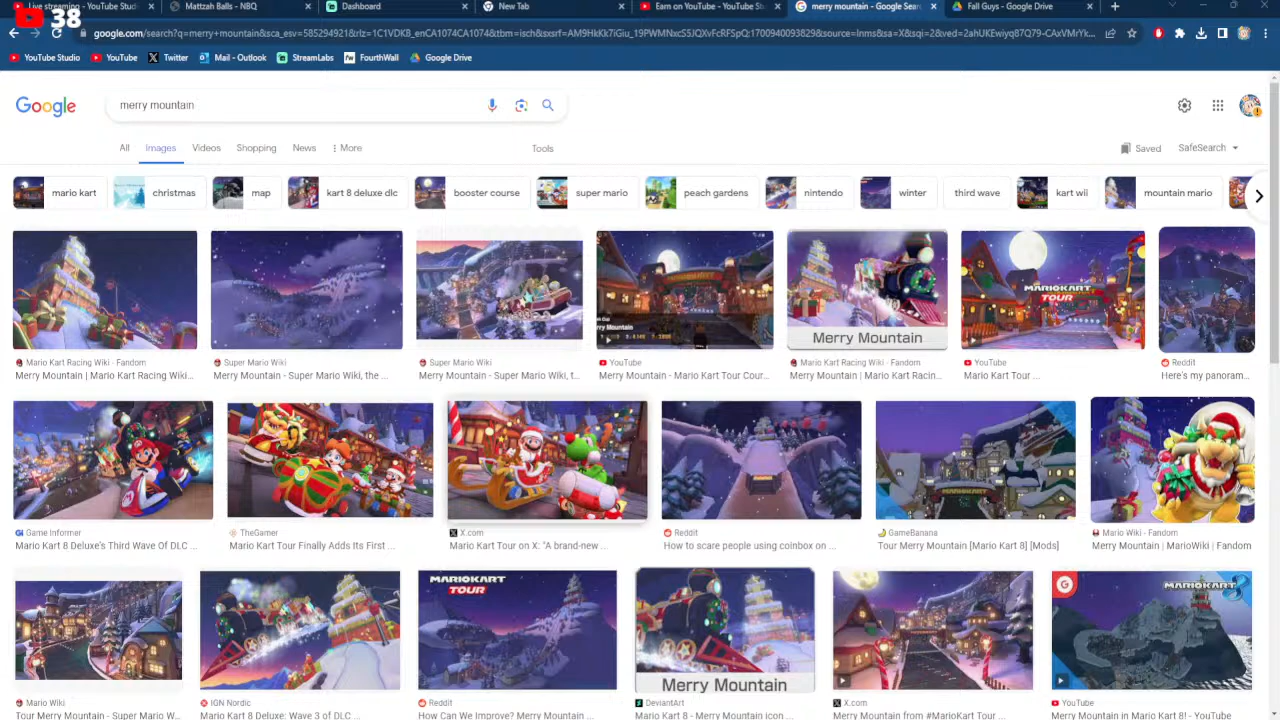 38
Live streaming - YouTube Studio
Mattzah Balls - N8Q
Dashboard
New Tab
Earn on YouTube - YouTube Stu
merry mountain - Google Sear
Fall Guys - Google Drive
YouTube Studio
YouTube
Twitter
Mail - Outlook
StreamLabs
FourthWall
Google Drive
Google
merry mountain
All
Images
Videos
Shopping
News
More
Tools
Saved
SafeSearch
mario kart
christmas
map
kart 8 deluxe dlc
booster course
super mario
peach gardens
nintendo
winter
third wave
kart wii
mountain mario
Merry Mountain
MARIOKART
TOUR
Mario Kart Racing Wiki - Fandom
Super Mario Wiki
Super Mario Wiki
YouTube
Mario Kart Racing Wiki - Fandom
YouTube
Reddit
Merry Mountain | Mario Kart Racing Wiki...
Merry Mountain - Super Mario Wiki, the ...
Merry Mountain - Super Mario Wiki, t...
Merry Mountain - Mario Kart Tour Cour...
Merry Mountain | Mario Kart Racin...
Mario Kart Tour ...
Here's my panoram...
MARIOKART
Game Informer
TheGamer
X.com
Reddit
GameBanana
Mario Wiki - Fandom
Mario Kart 8 Deluxe's Third Wave Of DLC ...
Mario Kart Tour Finally Adds Its First ...
Mario Kart Tour on X: "A brand-new ...
How to scare people using coinbox on ...
Tour Merry Mountain [Mario Kart 8] [Mods]
Merry Mountain | MarioWiki | Fandom
MARIOKART
TOUR
MARIOKART 8
Merry Mountain
Mario Wiki
IGN Nordic
Reddit
DeviantArt
X.com
YouTube
Tour Merry Mountain - Super Mario W...
Mario Kart 8 Deluxe: Wave 3 of DLC ...
How Can We Improve? Merry Mountain ...
Mario Kart 8 - Merry Mountain icon ...
Merry Mountain from #MarioKart Tour ...
Merry Mountain in Mario Kart 8! - YouTube